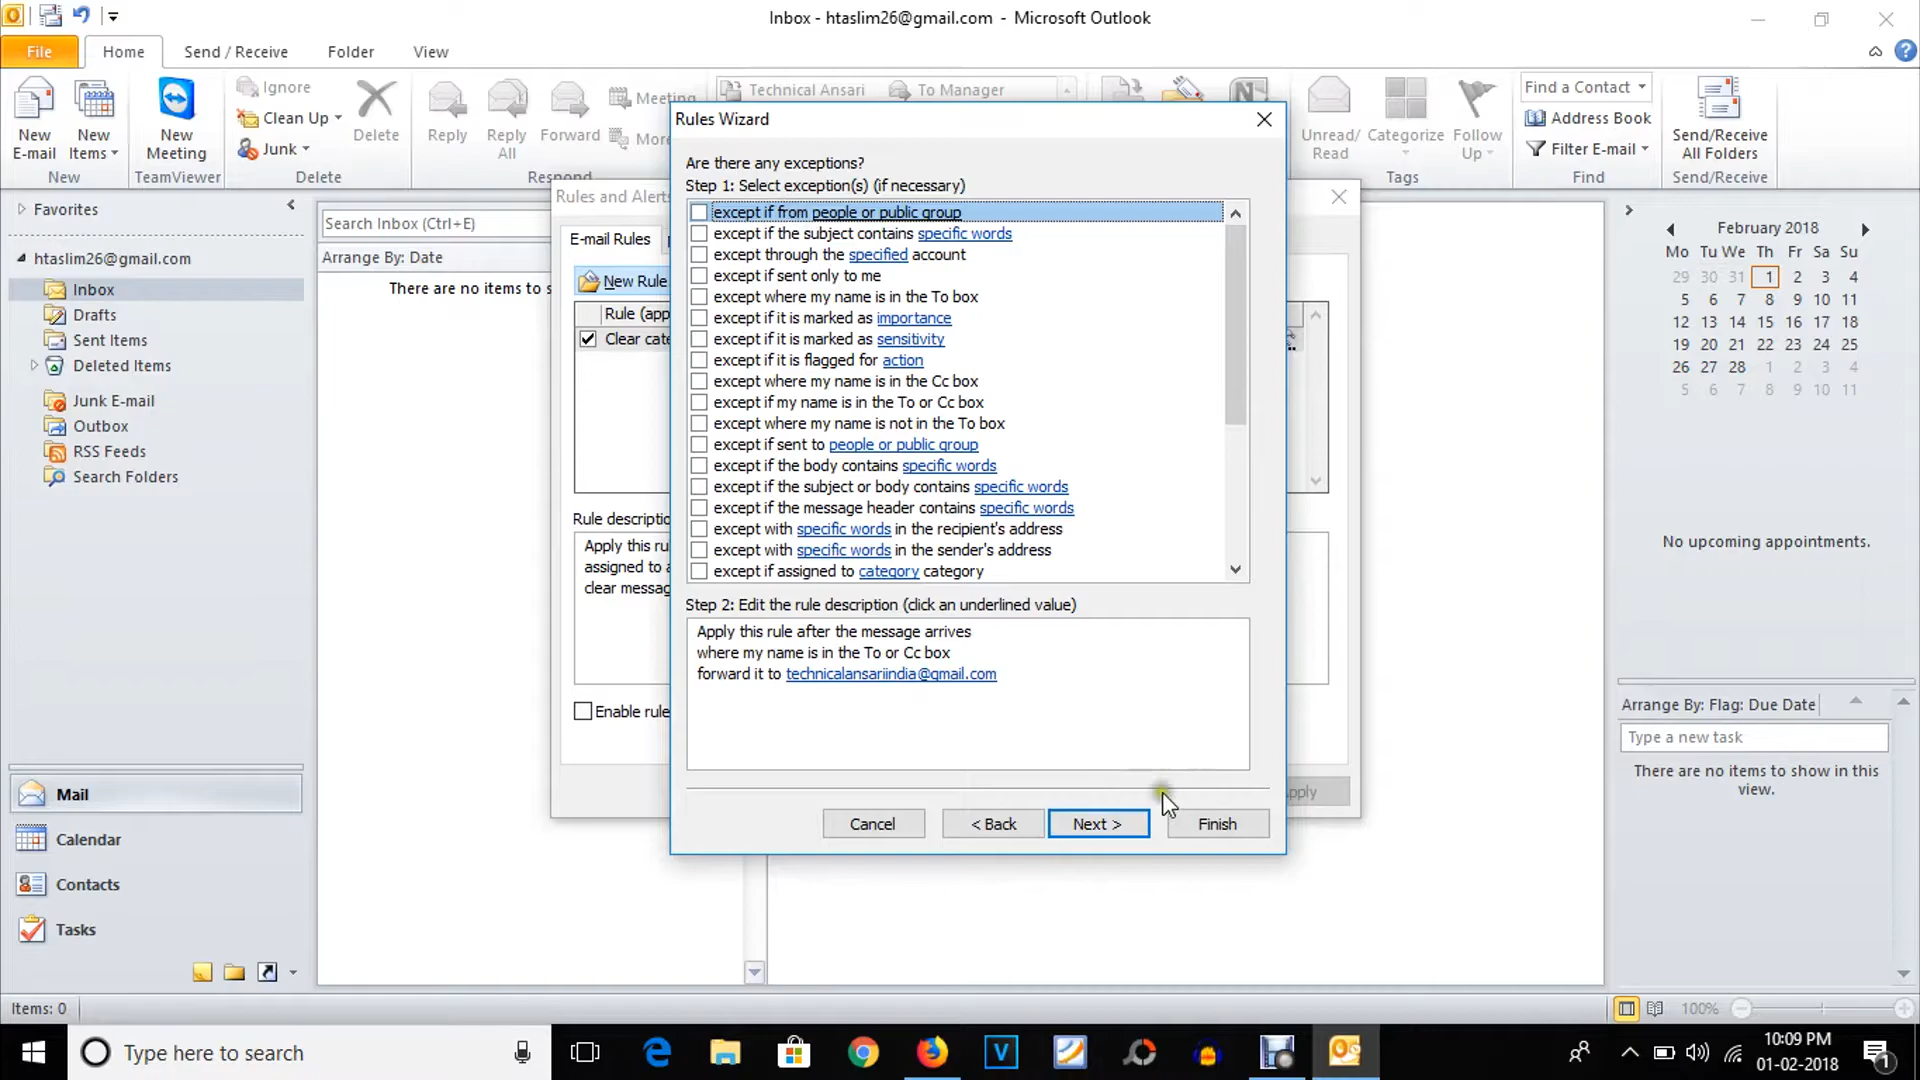 Inbox - htaslim26@gmail.com - Microsoft Outlook
File
Home
Send / Receive
Folder
View
New E-mail
New Items
New
New Meeting
TeamViewer
Ignore
Clean Up
Junk
Delete
Delete
Reply
Reply All
Forward
Meeting
More
Respond
Technical Ansari
To Manager
Unread/ Read
Categorize
Follow Up
Tags
Find a Contact
Address Book
Filter E-mail
Find
Send/Receive All Folders
Send/Receive
Favorites
htaslim26@gmail.com
Inbox
Drafts
Sent Items
Deleted Items
Junk E-mail
Outbox
RSS Feeds
Search Folders
Mail
Calendar
Contacts
Tasks
Search Inbox (Ctrl+E)
Arrange By: Date
There are no items to s
Rules and Alerts
E-mail Rules
New Rule
Rule (app
Clear cate
Rule descriptio
Apply this ru
assigned to a
clear messag
Enable rule
Rules Wizard
Are there any exceptions?
Step 1: Select exception(s) (if necessary)
except if from people or public group
except if the subject contains specific words
except through the specified account
except if sent only to me
except where my name is in the To box
except if it is marked as importance
except if it is marked as sensitivity
except if it is flagged for action
except where my name is in the Cc box
except if my name is in the To or Cc box
except where my name is not in the To box
except if sent to people or public group
except if the body contains specific words
except if the subject or body contains specific words
except if the message header contains specific words
except with specific words in the recipient's address
except with specific words in the sender's address
except if assigned to category category
Step 2: Edit the rule description (click an underlined value)
Apply this rule after the message arrives
where my name is in the To or Cc box
forward it to technicalansariindia@gmail.com
Cancel
< Back
Next >
Finish
pply
February 2018
Mo Tu We Th Fr Sa Su
29 30 31 1 2 3 4
5 6 7 8 9 10 11
12 13 14 15 16 17 18
19 20 21 22 23 24 25
26 27 28 1 2 3 4
5 6 7 8 9 10 11
No upcoming appointments.
Arrange By: Flag: Due Date
Type a new task
There are no items to show in this
view.
Items: 0
100%
Type here to search
10:09 PM
01-02-2018
1